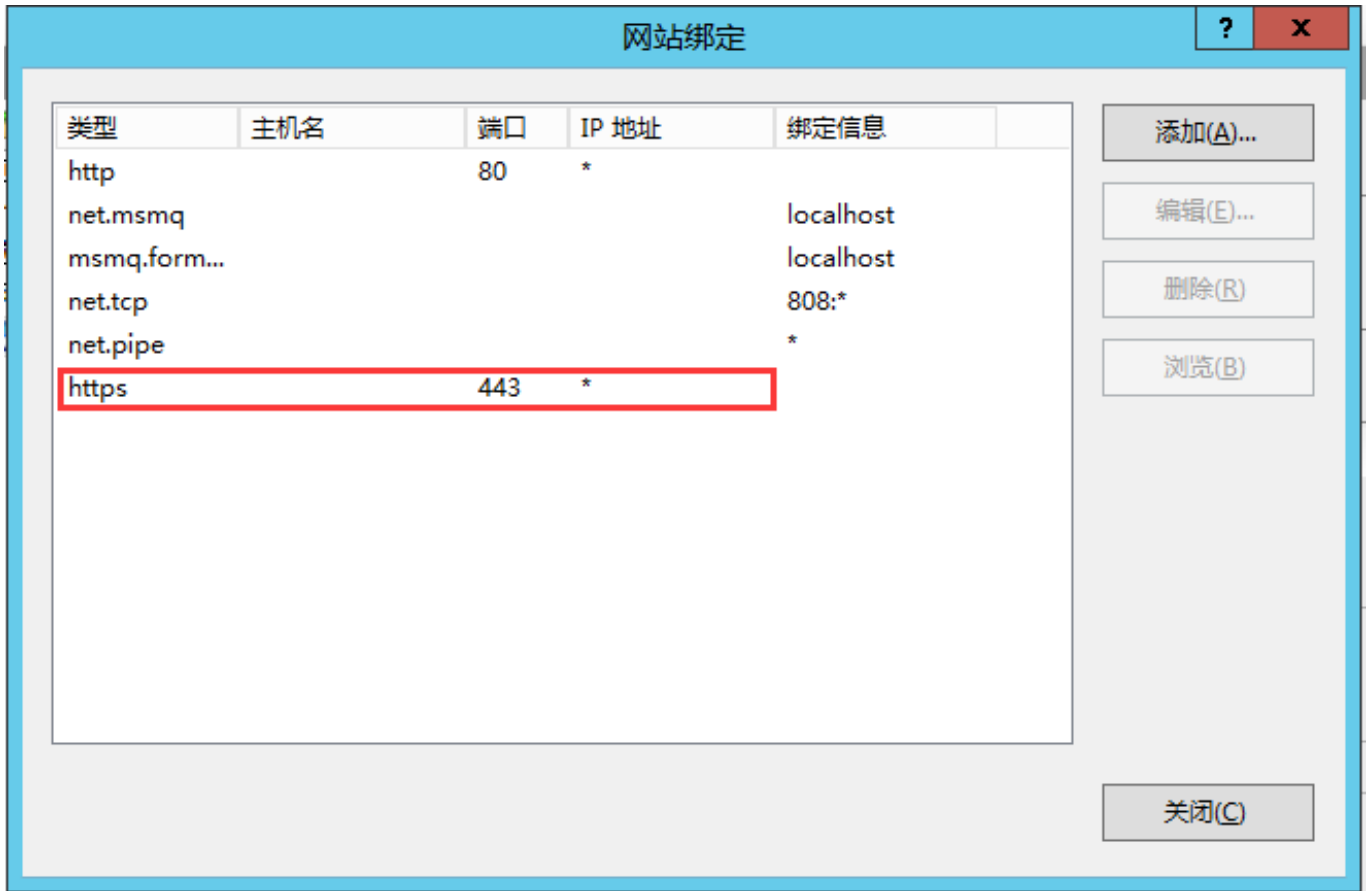 网站绑定
?
x
类型 主机名 端口 IP 地址 绑定信息
http 80 *
net.msmq localhost
msmq.form... localhost
net.tcp 808:*
net.pipe *
https 443 *
添加(A)...
编辑(E)...
删除(R)
浏览(B)
关闭(C)